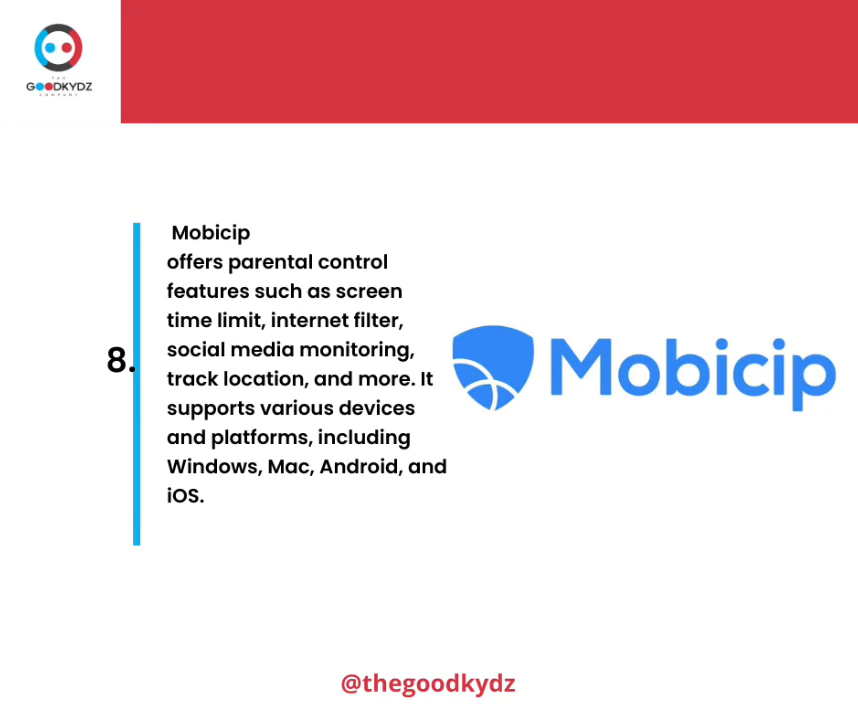 THE
GOODKYDZ
COMPANY
Mobicip
offers parental control
features such as screen
time limit, internet filter,
social media monitoring,
track location, and more. It
supports various devices
and platforms, including
Windows, Mac, Android, and
iOS.
8.
Mobicip
@thegoodkydz